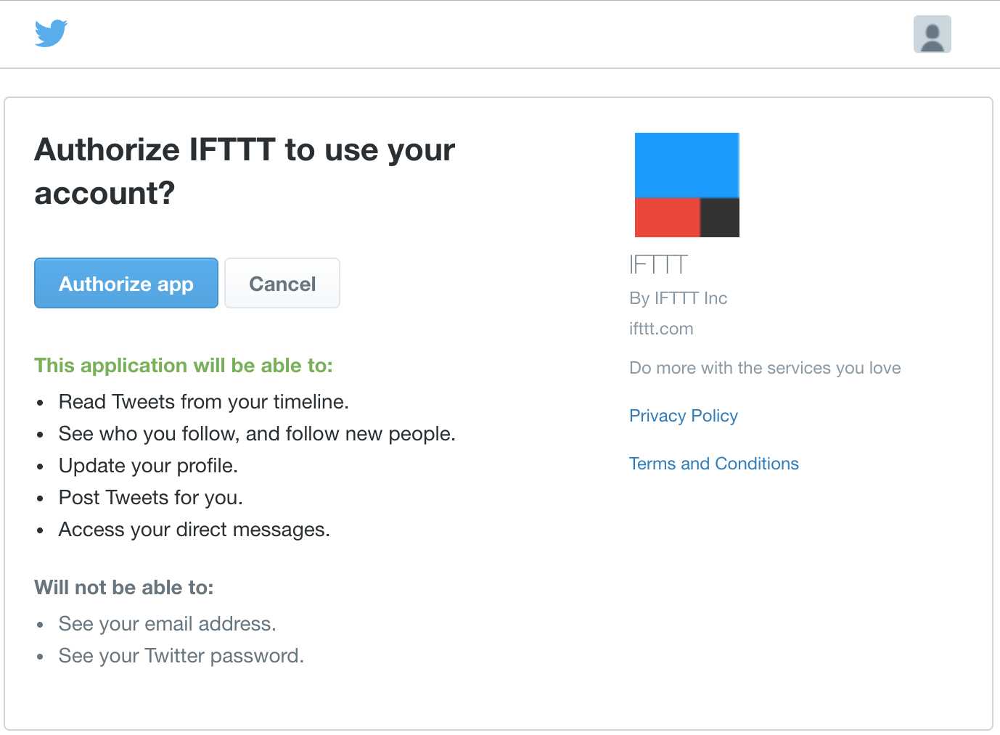 Authorize IFTTT to use your
account?
Authorize app
Cancel
This application will be able to:
• Read Tweets from your timeline.
• See who you follow, and follow new people.
• Update your profile.
• Post Tweets for you.
• Access your direct messages.
Will not be able to:
• See your email address.
• See your Twitter password.
IFTTT
By IFTTT Inc
ifttt.com
Do more with the services you love
Privacy Policy
Terms and Conditions